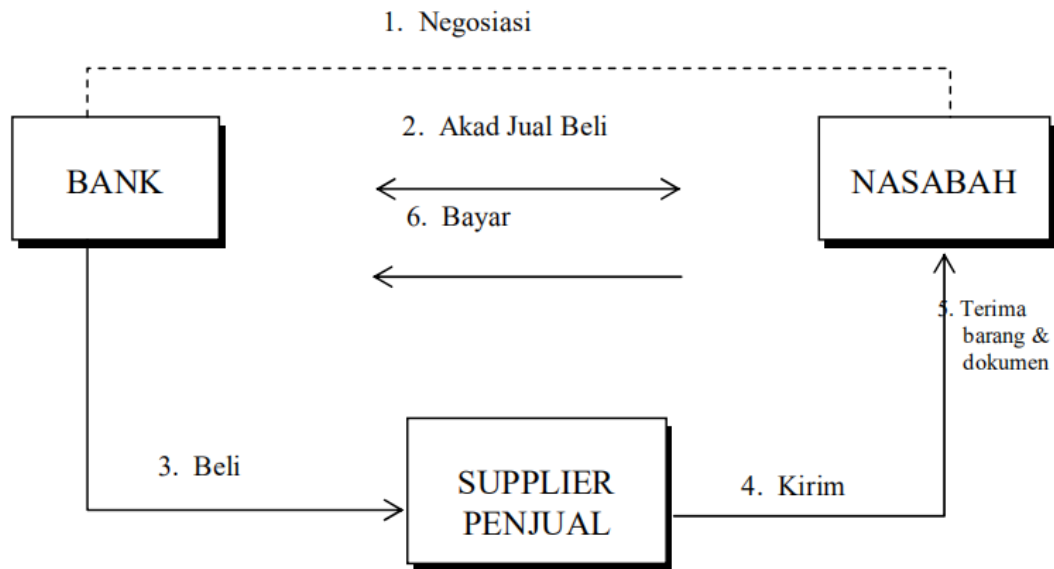 1. Negosiasi
2. Akad Jual Beli
BANK
NASABAH
6. Bayar
5. Terima
barang &
dokumen
3. Beli
SUPPLIER
PENJUAL
4. Kirim